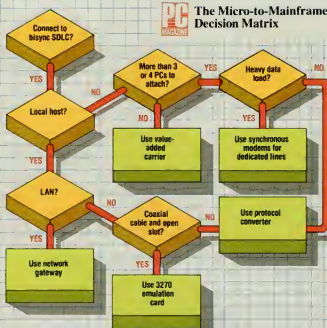 PC
MAGAZINE
The Micro-to-Mainframe
Decision Matrix
Connect to
bisync SDLC?
YES
Local host?
NO
YES
More than 3
or 4 PCs to
attach?
YES
NO
Heavy data
load?
NO
YES
Use value-
added
carrier
Use synchronous
modems for
dedicated lines
LAN?
NO
YES
Coaxial
cable and open
slot?
NO
YES
Use protocol
converter
Use network
gateway
Use 3270
emulation
card